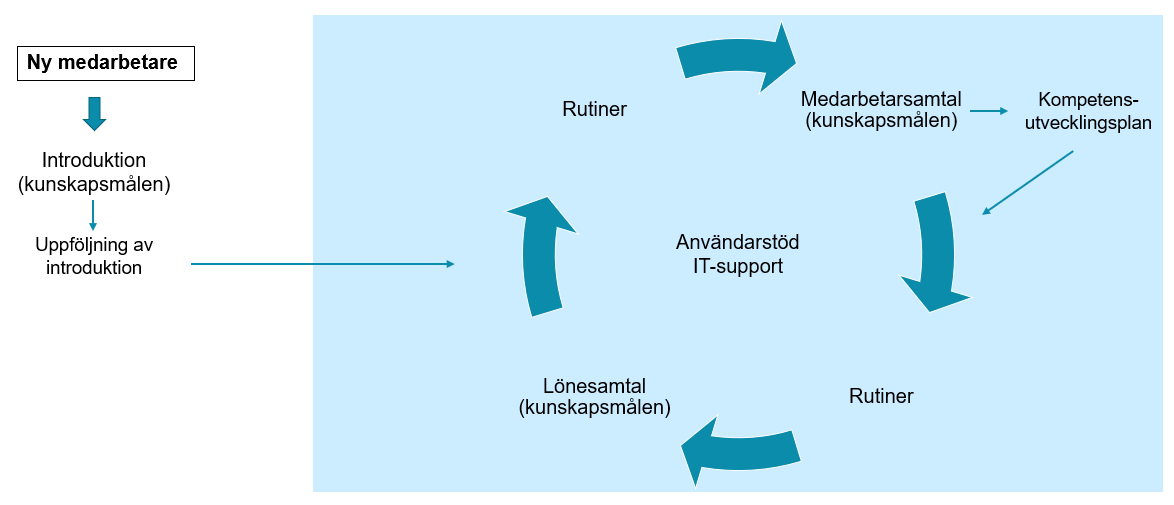 Ny medarbetare
Introduktion
(kunskapsmålen)
Uppföljning av
introduktion
Rutiner
Medarbetarsamtal
(kunskapsmålen)
Kompetens-
utvecklingsplan
Användarstöd
IT-support
Lönesamtal
(kunskapsmålen)
Rutiner